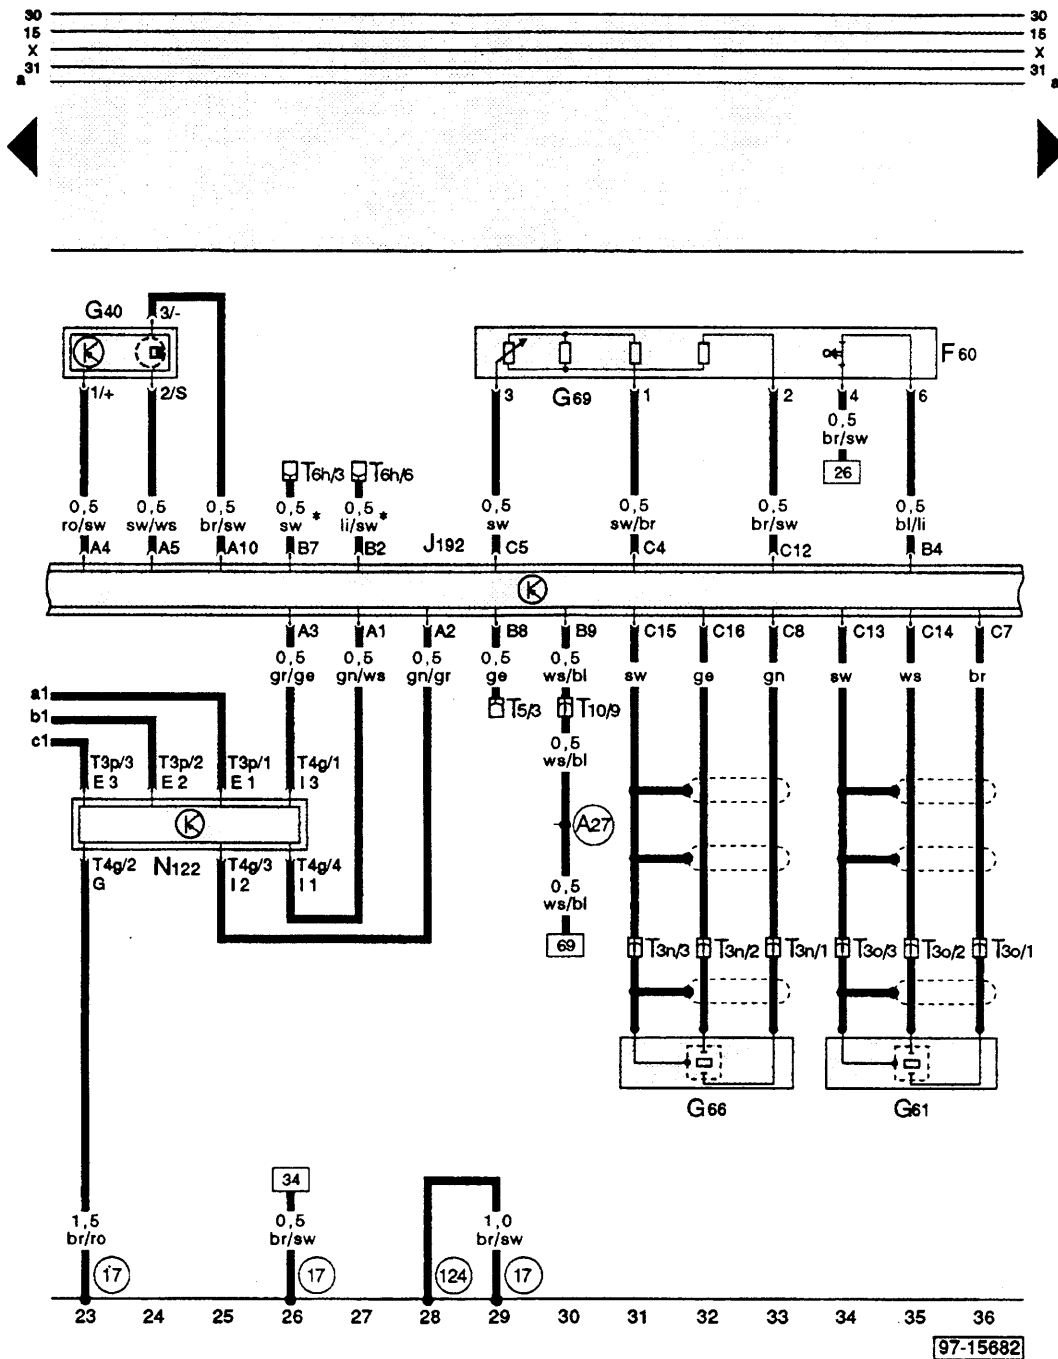 30 30
15 15
X X
31 31
a a
G40 3/-
F60
1/+ 2/S 3 G69 1 2 4 6
0,5
br/sw
26
T6h/3 T6h/6
0,5 0,5 0,5 0,5 0,5 0,5 0,5 0,5 0,5
ro/sw sw/ws br/sw sw * li/sw* sw sw/br br/sw bl/li
A4 A5 A10 B7 B2 J192 C5 C4 C12 B4
A3 A1 A2 B8 B9 C15 C16 C8 C13 C14 C7
0,5 0,5 0,5 0,5 0,5
gr/ge gn/ws gn/gr ge ws/bl sw ge gn sw ws br
a1
b1
c1
T5/3 T10/9
0,5
ws/bl
T3p/3 T3p/2 T3p/1 T4g/1
E3 E2 E1 I3
A27
T4g/2 N122 T4g/3 T4g/4
G I2 I1
0,5
ws/bl
69
T3n/3 T3n/2 T3n/1 T3o/3 T3o/2 T3o/1
G66 G61
34
1,5 0,5 1,0
br/ro br/sw br/sw
17 17 124 17
23 24 25 26 27 28 29 30 31 32 33 34 35 36
97-15682